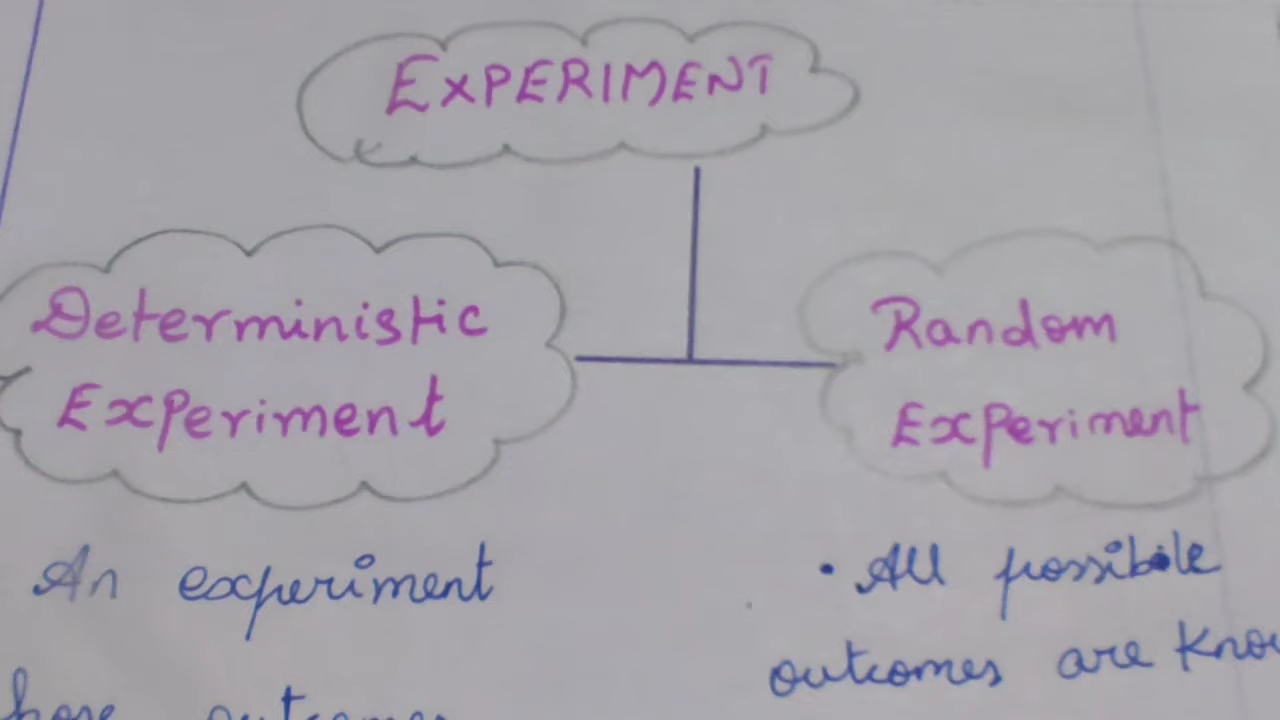 EXPERIMENT
Deterministic
Experiment
Random
Experiment
An experiment
• All possible
outcomes are